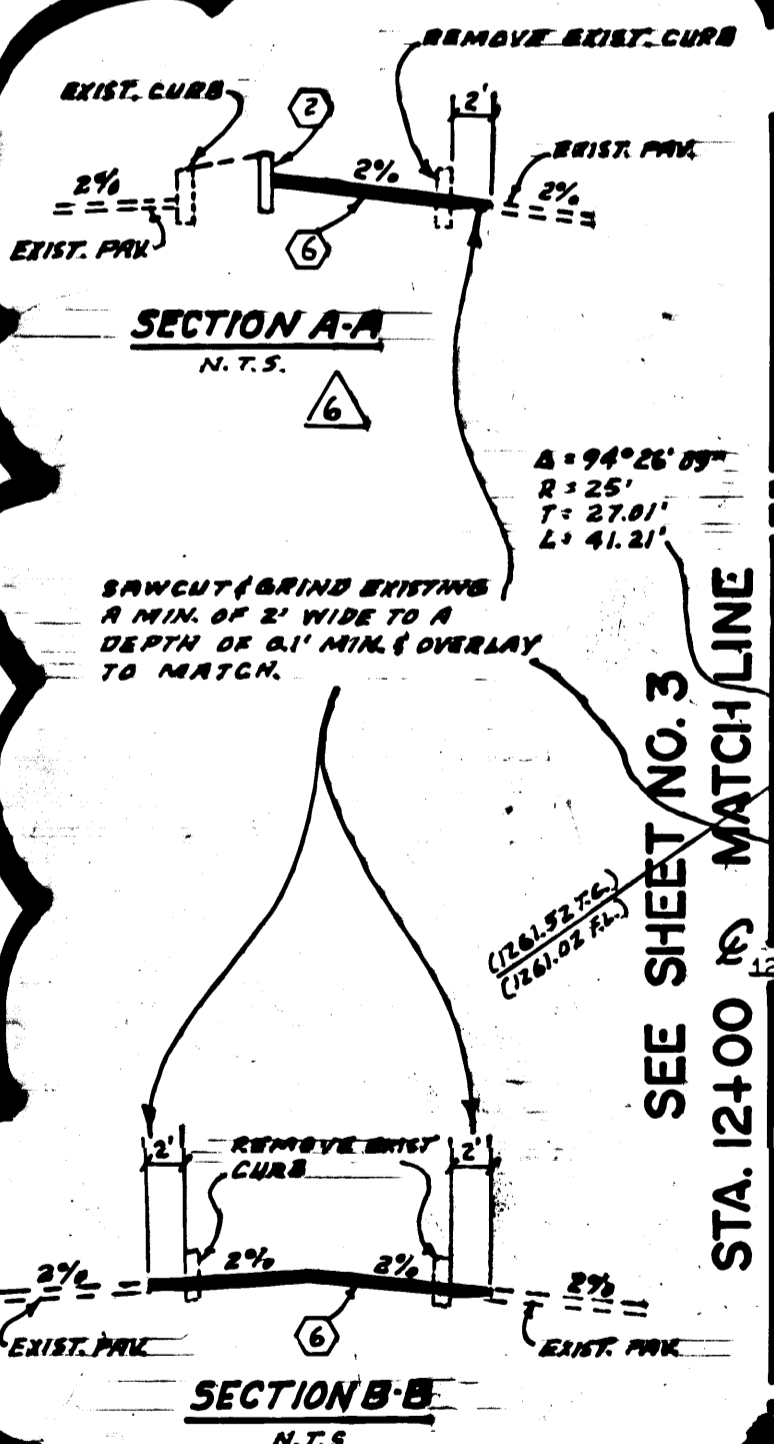 REMOVE EXIST. CURB
EXIST. CURB
2
2'
EXIST. PAV.
2%
2%
2%
EXIST. PAV.
6
SECTION A-A
N.T.S.
6
Δ = 94° 26' 09"
R = 25'
T = 27.01'
L = 41.21'
SAWCUT & GRIND EXISTING
A MIN. OF 2' WIDE TO A
DEPTH OF 0.1' MIN. & OVERLAY
TO MATCH.
SEE SHEET NO. 3
STA. 12+00 ℄ MATCH LINE
(1261.52 T.C.)
(1261.02 F.L.)
12
2'
REMOVE EXIST
CURB
2'
2%
2%
2%
2%
EXIST. PAV.
6
EXIST. PAV.
SECTION B-B
N.T.S